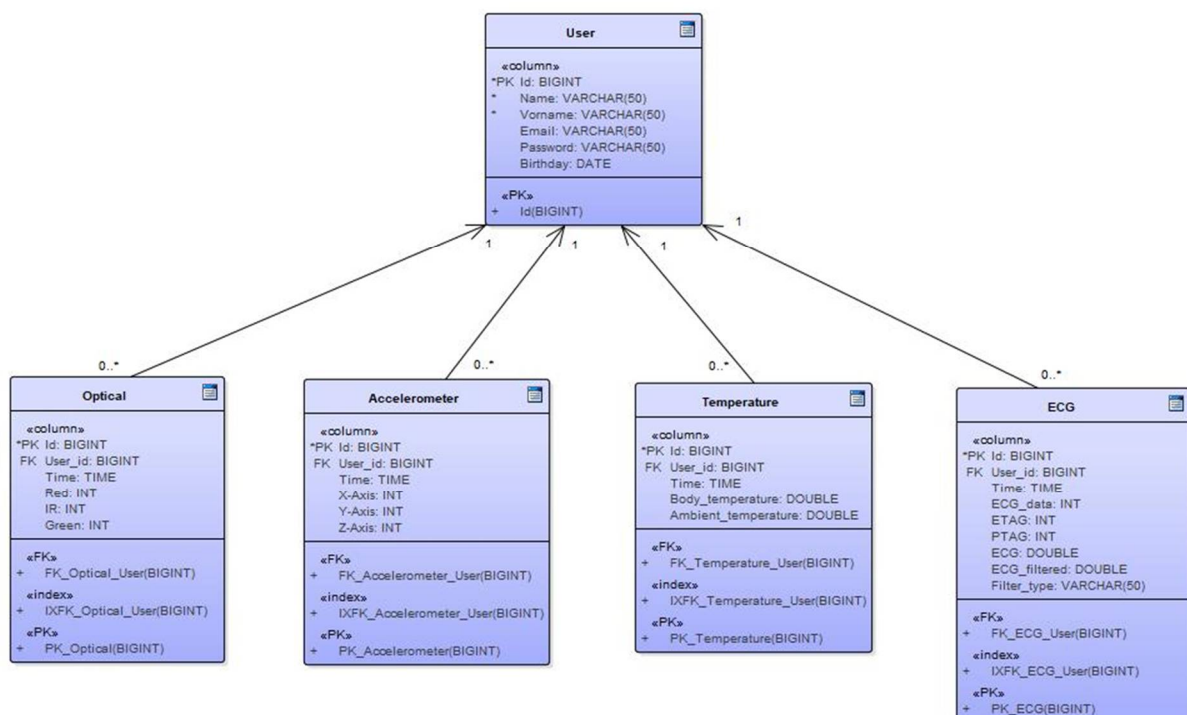 User
«column»
*PK Id: BIGINT
* Name: VARCHAR(50)
* Vorname: VARCHAR(50)
Email: VARCHAR(50)
Password: VARCHAR(50)
Birthday: DATE
«PK»
+ Id(BIGINT)
1
1
1
1
0..*
0..*
0..*
0..*
Optical
«column»
*PK Id: BIGINT
FK User_id: BIGINT
Time: TIME
Red: INT
IR: INT
Green: INT
«FK»
+ FK_Optical_User(BIGINT)
«index»
+ IXFK_Optical_User(BIGINT)
«PK»
+ PK_Optical(BIGINT)
Accelerometer
«column»
*PK Id: BIGINT
FK User_id: BIGINT
Time: TIME
X-Axis: INT
Y-Axis: INT
Z-Axis: INT
«FK»
+ FK_Accelerometer_User(BIGINT)
«index»
+ IXFK_Accelerometer_User(BIGINT)
«PK»
+ PK_Accelerometer(BIGINT)
Temperature
«column»
*PK Id: BIGINT
FK User_id: BIGINT
Time: TIME
Body_temperature: DOUBLE
Ambient_temperature: DOUBLE
«FK»
+ FK_Temperature_User(BIGINT)
«index»
+ IXFK_Temperature_User(BIGINT)
«PK»
+ PK_Temperature(BIGINT)
ECG
«column»
*PK Id: BIGINT
FK User_id: BIGINT
Time: TIME
ECG_data: INT
ETAG: INT
PTAG: INT
ECG: DOUBLE
ECG_filtered: DOUBLE
Filter_type: VARCHAR(50)
«FK»
+ FK_ECG_User(BIGINT)
«index»
+ IXFK_ECG_User(BIGINT)
«PK»
+ PK_ECG(BIGINT)